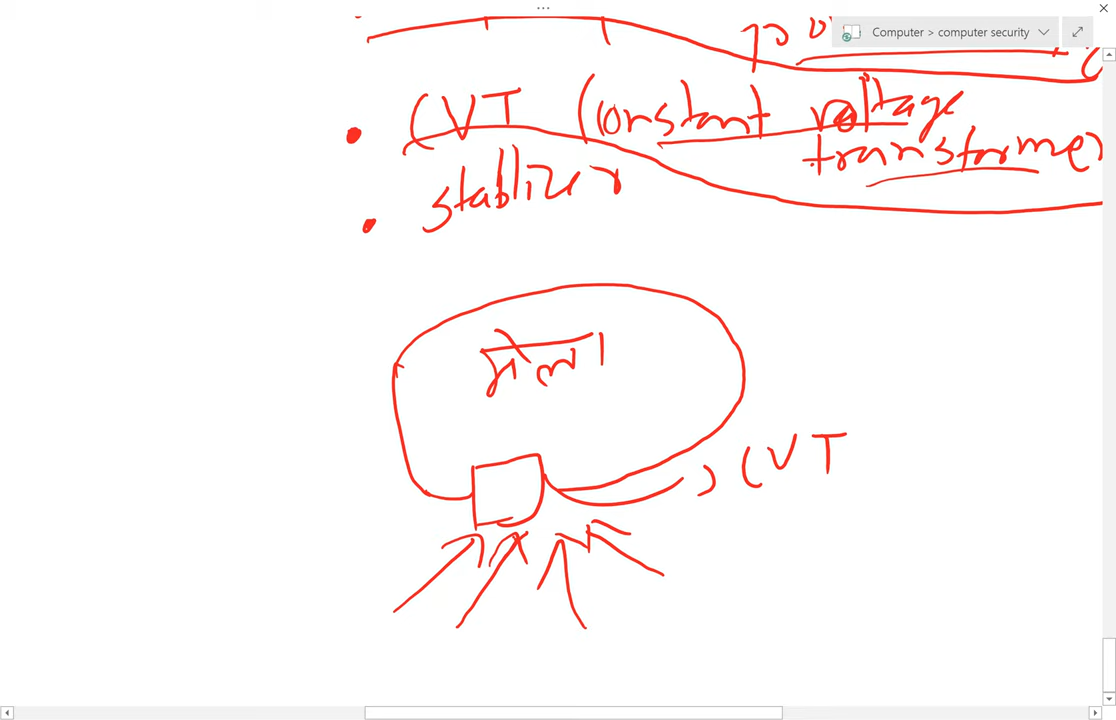 Computer > computer security
• CVT (constant voltage
transformer
• stablizer
मेला
CVT